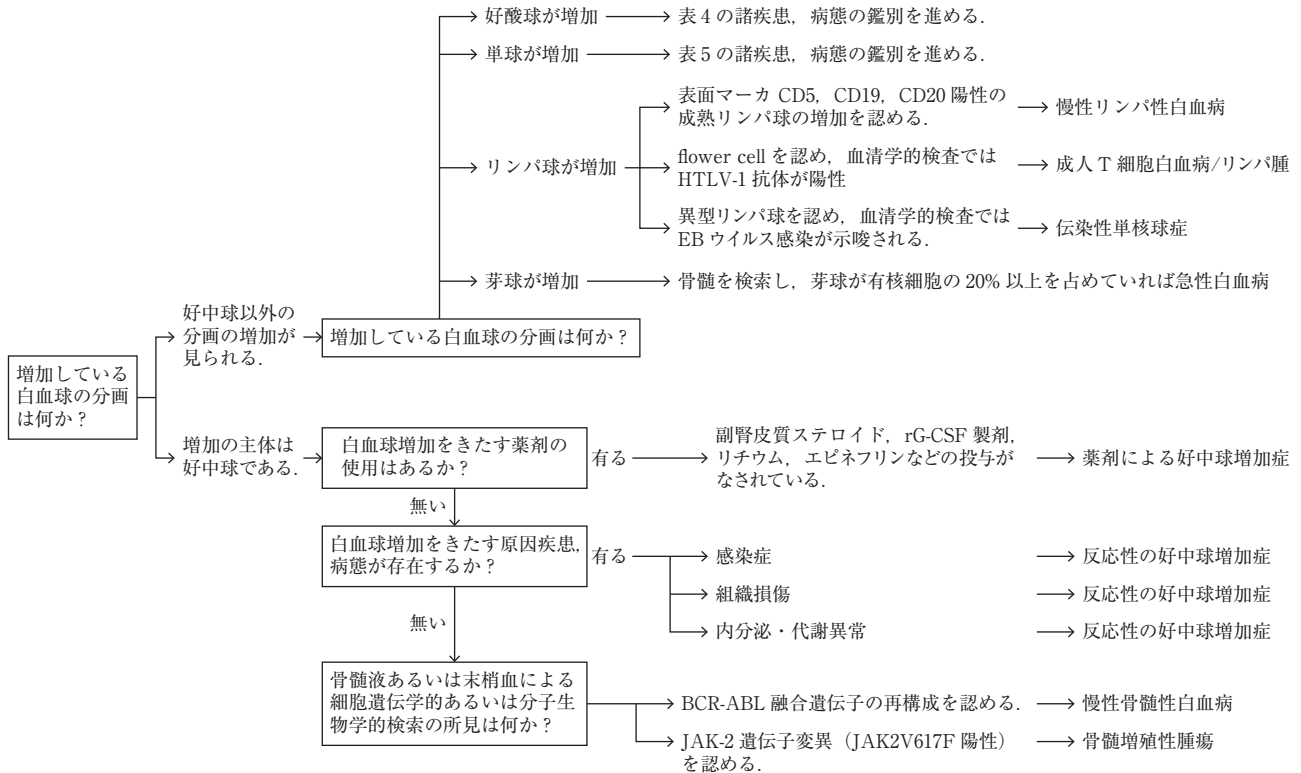 好酸球が増加
表 4 の諸疾患，病態の鑑別を進める．
単球が増加
表 5 の諸疾患，病態の鑑別を進める．
表面マーカ CD5，CD19，CD20 陽性の
成熟リンパ球の増加を認める．
慢性リンパ性白血病
リンパ球が増加
flower cell を認め，血清学的検査では
HTLV-1 抗体が陽性
成人 T 細胞白血病/リンパ腫
異型リンパ球を認め，血清学的検査では
EB ウイルス感染が示唆される．
伝染性単核球症
芽球が増加
骨髄を検索し，芽球が有核細胞の 20% 以上を占めていれば急性白血病
好中球以外の
分画の増加が
見られる．
増加している白血球の分画は何か？
増加している
白血球の分画
は何か？
増加の主体は
好中球である．
白血球増加をきたす薬剤の
使用はあるか？
有る
副腎皮質ステロイド，rG-CSF 製剤，
リチウム，エピネフリンなどの投与が
なされている．
薬剤による好中球増加症
無い
白血球増加をきたす原因疾患，
病態が存在するか？
有る
感染症
反応性の好中球増加症
組織損傷
反応性の好中球増加症
内分泌・代謝異常
反応性の好中球増加症
無い
骨髄液あるいは末梢血による
細胞遺伝学的あるいは分子生
物学的検索の所見は何か？
BCR-ABL 融合遺伝子の再構成を認める．
慢性骨髄性白血病
JAK-2 遺伝子変異（JAK2V617F 陽性）
を認める．
骨髄増殖性腫瘍